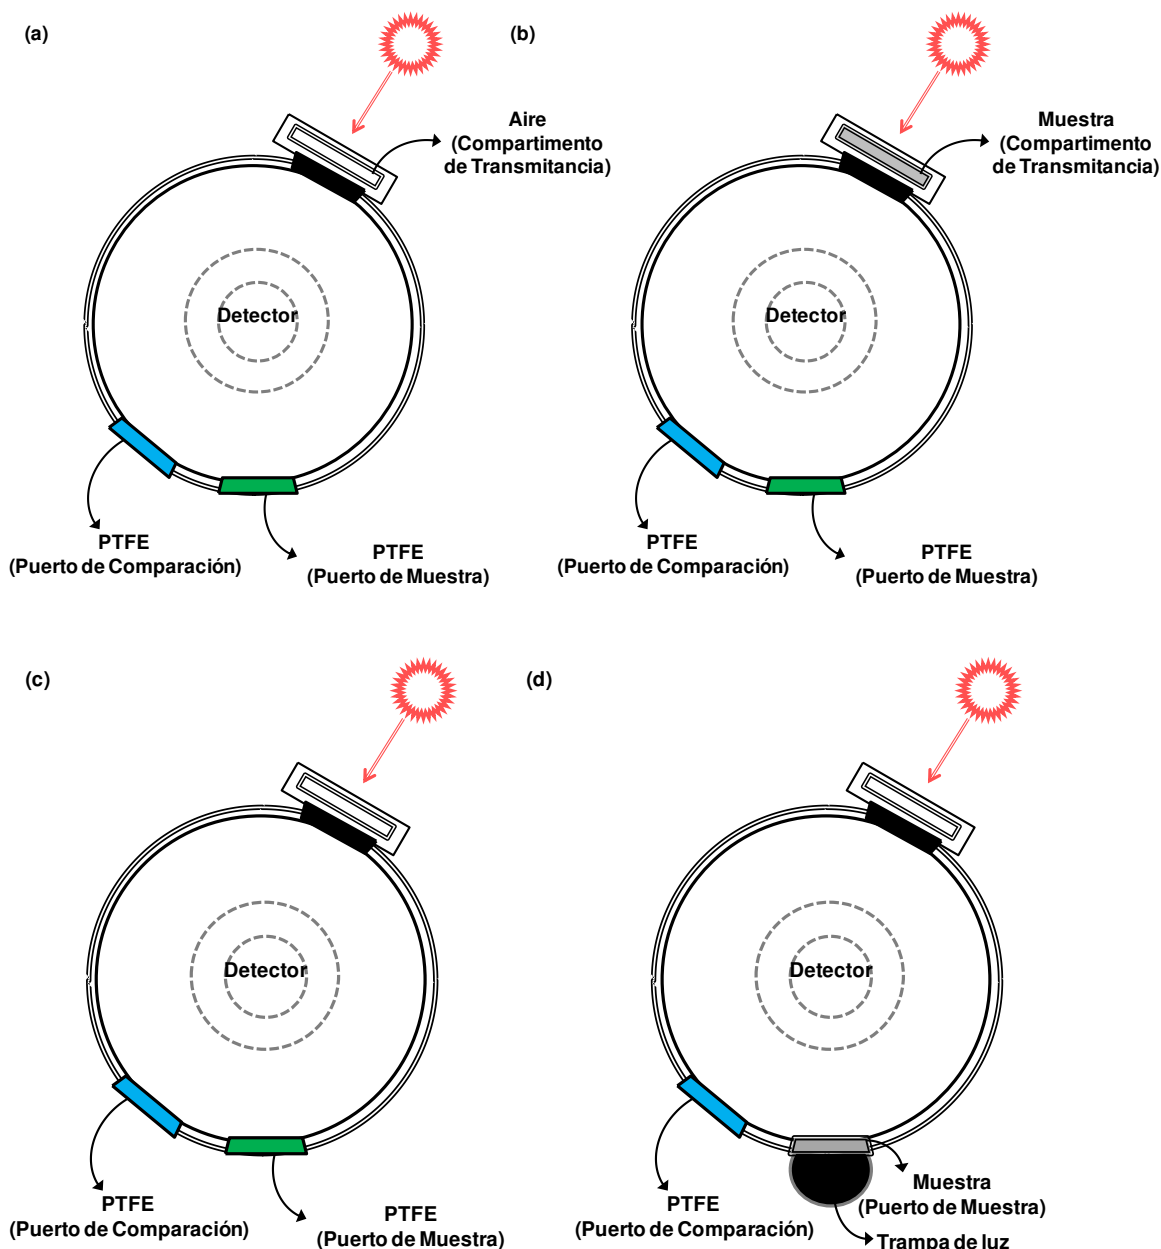 (a)
Aire
(Compartimento
de Transmitancia)
Detector
PTFE
(Puerto de Comparación)
PTFE
(Puerto de Muestra)
(b)
Muestra
(Compartimento
de Transmitancia)
Detector
PTFE
(Puerto de Comparación)
PTFE
(Puerto de Muestra)
(c)
Detector
PTFE
(Puerto de Comparación)
PTFE
(Puerto de Muestra)
(d)
Detector
PTFE
(Puerto de Comparación)
Muestra
(Puerto de Muestra)
Trampa de luz